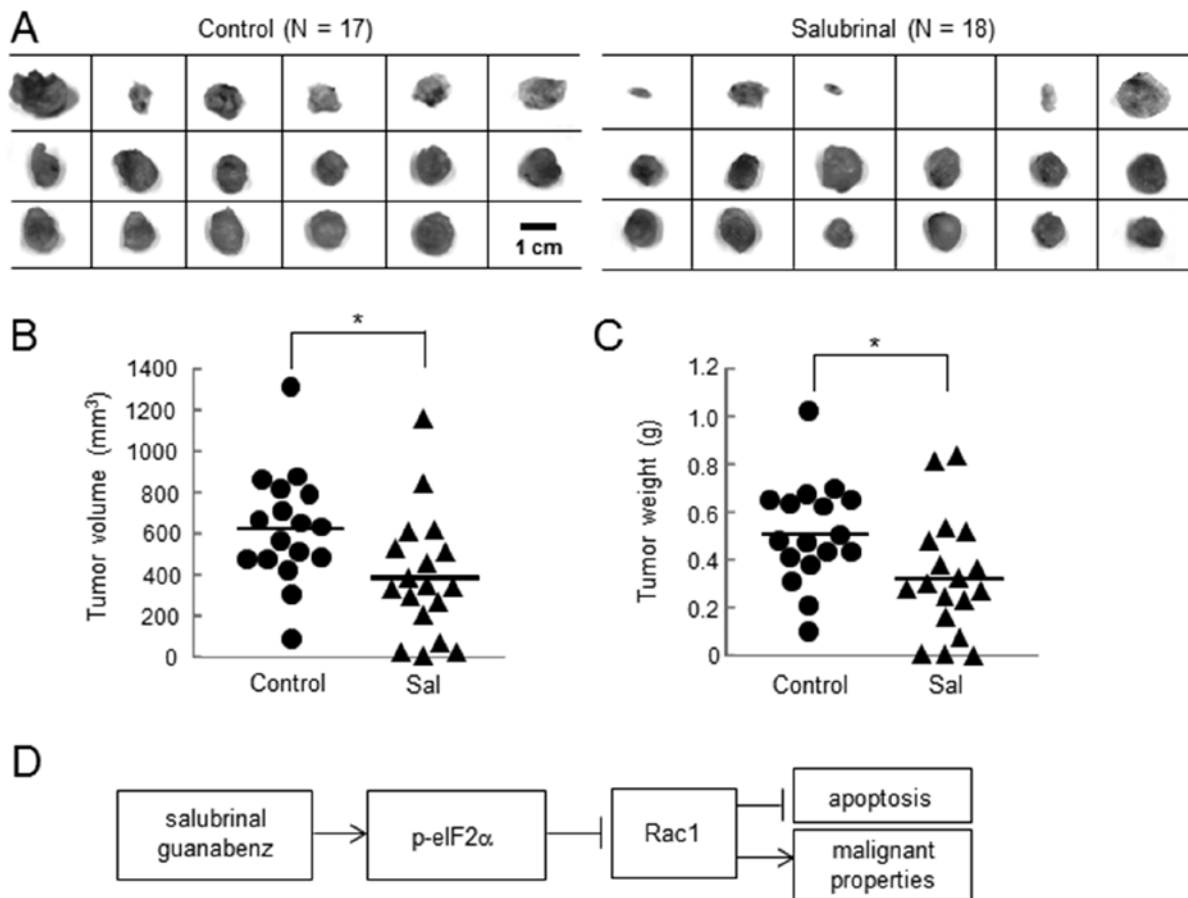 A
Control (N = 17)
Salubrinal (N = 18)
1 cm
B
*
1400
1200
1000
800
600
400
200
0
Tumor volume (mm³)
Control
Sal
C
*
1.2
1.0
0.8
0.6
0.4
0.2
0
Tumor weight (g)
Control
Sal
D
salubrinal
guanabenz
p-eIF2α
Rac1
apoptosis
malignant
properties